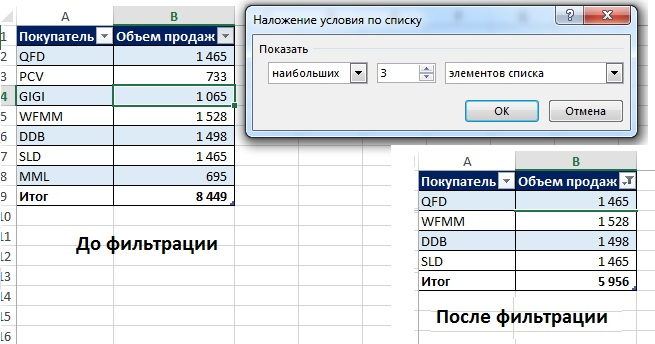 A B
1 Покупатель Объем продаж
2 QFD 1 465
3 PCV 733
4 GIGI 1 065
5 WFMM 1 528
6 DDB 1 498
7 SLD 1 465
8 MML 695
9 Итог 8 449
10
11
12
13
14
15
16
До фильтрации
Наложение условия по списку ?
Показать
наибольших 3 элементов списка
ОК Отмена
A B
Покупатель Объем продаж
QFD 1 465
WFMM 1 528
DDB 1 498
SLD 1 465
Итог 5 956
После фильтрации